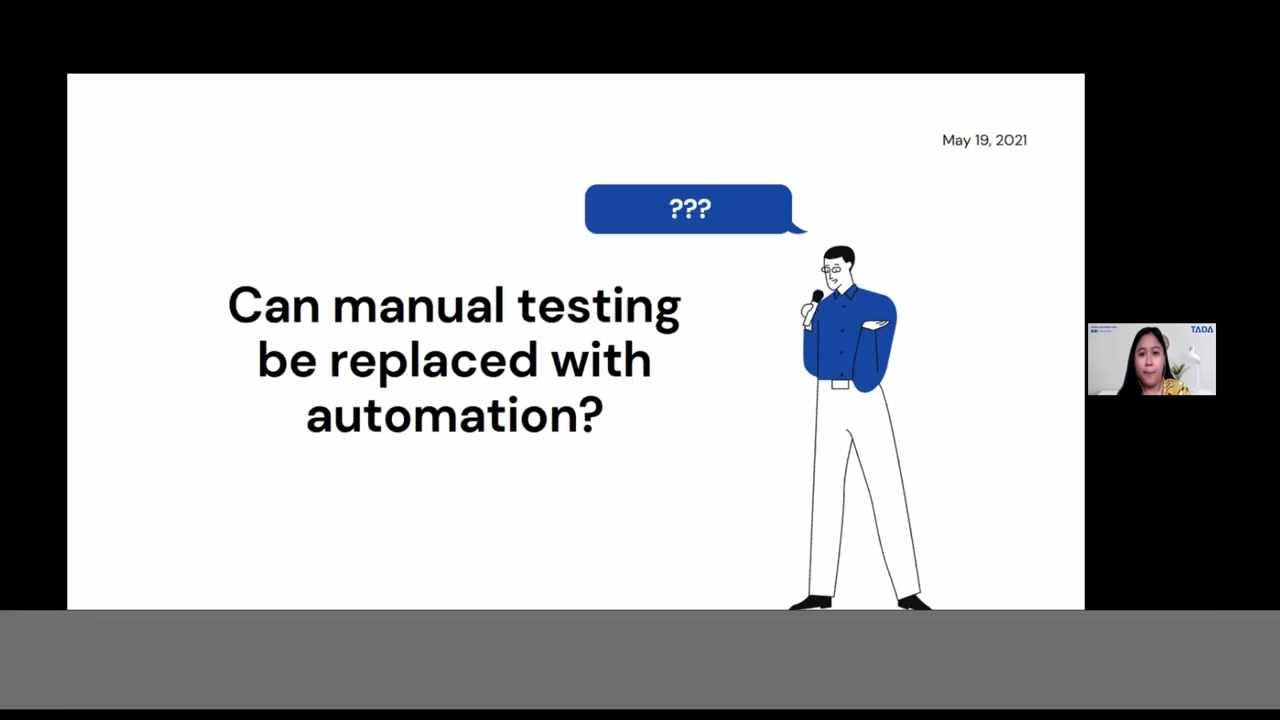 May 19, 2021
???
Can manual testing
be replaced with
automation?
TADA